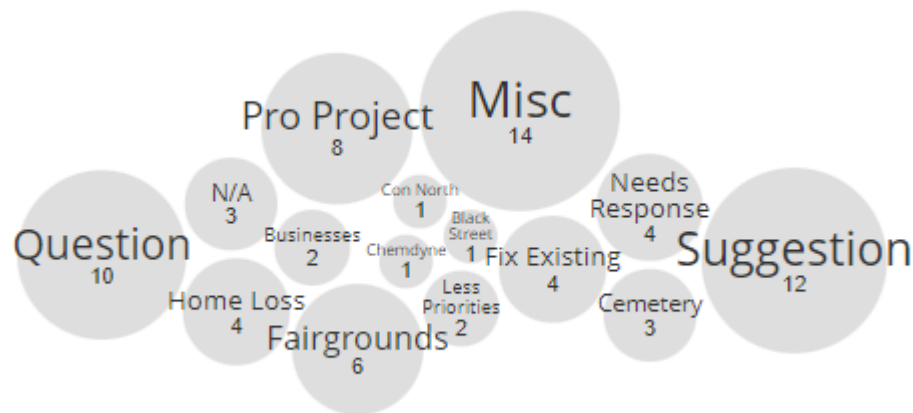 Misc
14
Pro Project
8
Needs
Response
4
N/A
3
Con North
1
Black
Street
1
Question
10
Businesses
2
Chemdyne
1
Fix Existing
4
Suggestion
12
Home Loss
4
Less
Priorities
2
Cemetery
3
Fairgrounds
6